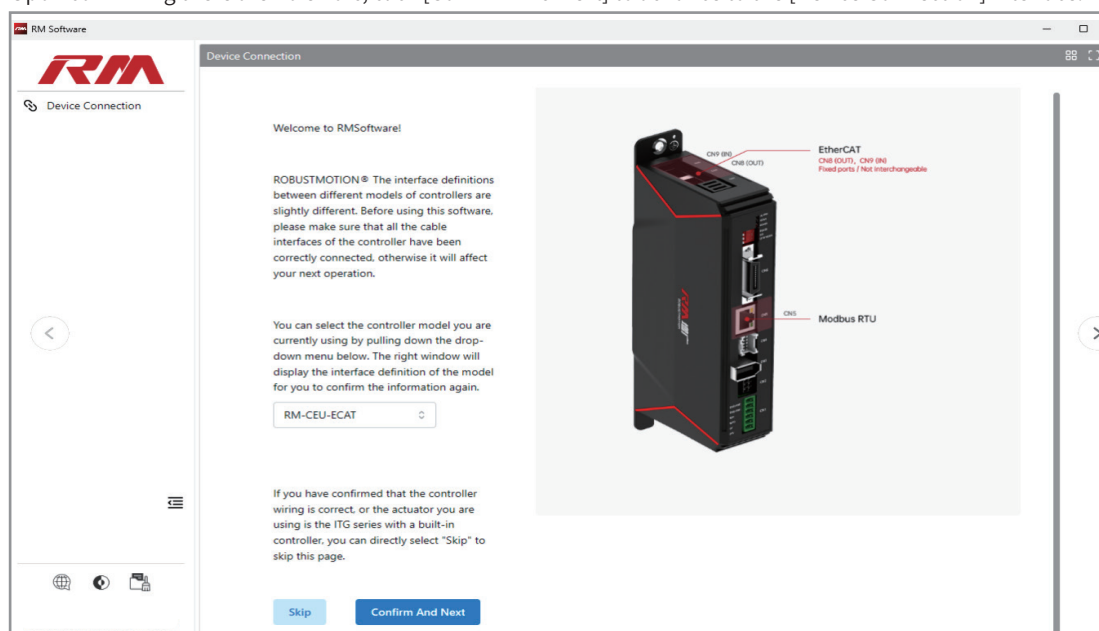 RM Software
RM
Device Connection
Device Connection
Welcome to RMSoftware!
ROBUSTMOTION® The interface definitions
between different models of controllers are
slightly different. Before using this software,
please make sure that all the cable
interfaces of the controller have been
correctly connected, otherwise it will affect
your next operation.
You can select the controller model you are
currently using by pulling down the drop-
down menu below. The right window will
display the interface definition of the model
for you to confirm the information again.
RM-CEU-ECAT
If you have confirmed that the controller
wiring is correct, or the actuator you are
using is the ITG series with a built-in
controller, you can directly select "Skip" to
skip this page.
Skip
Confirm And Next
CN9 (IN)
CN8 (OUT)
EtherCAT
CN8 (OUT), CN9 (IN)
Fixed ports / Not interchangeable
RM
CN5
Modbus RTU